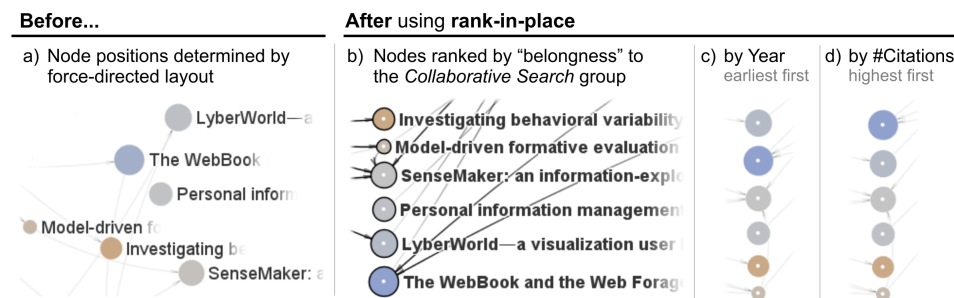 Before...
After using rank-in-place
a) Node positions determined by
force-directed layout
LyberWorld—a
The WebBook
Personal inform
Model-driven fo
Investigating be
SenseMaker: a
b) Nodes ranked by “belongness” to
the Collaborative Search group
Investigating behavioral variability
Model-driven formative evaluation
SenseMaker: an information-explo
Personal information management
LyberWorld—a visualization user
The WebBook and the Web Forag
c) by Year
earliest first
d) by #Citations
highest first